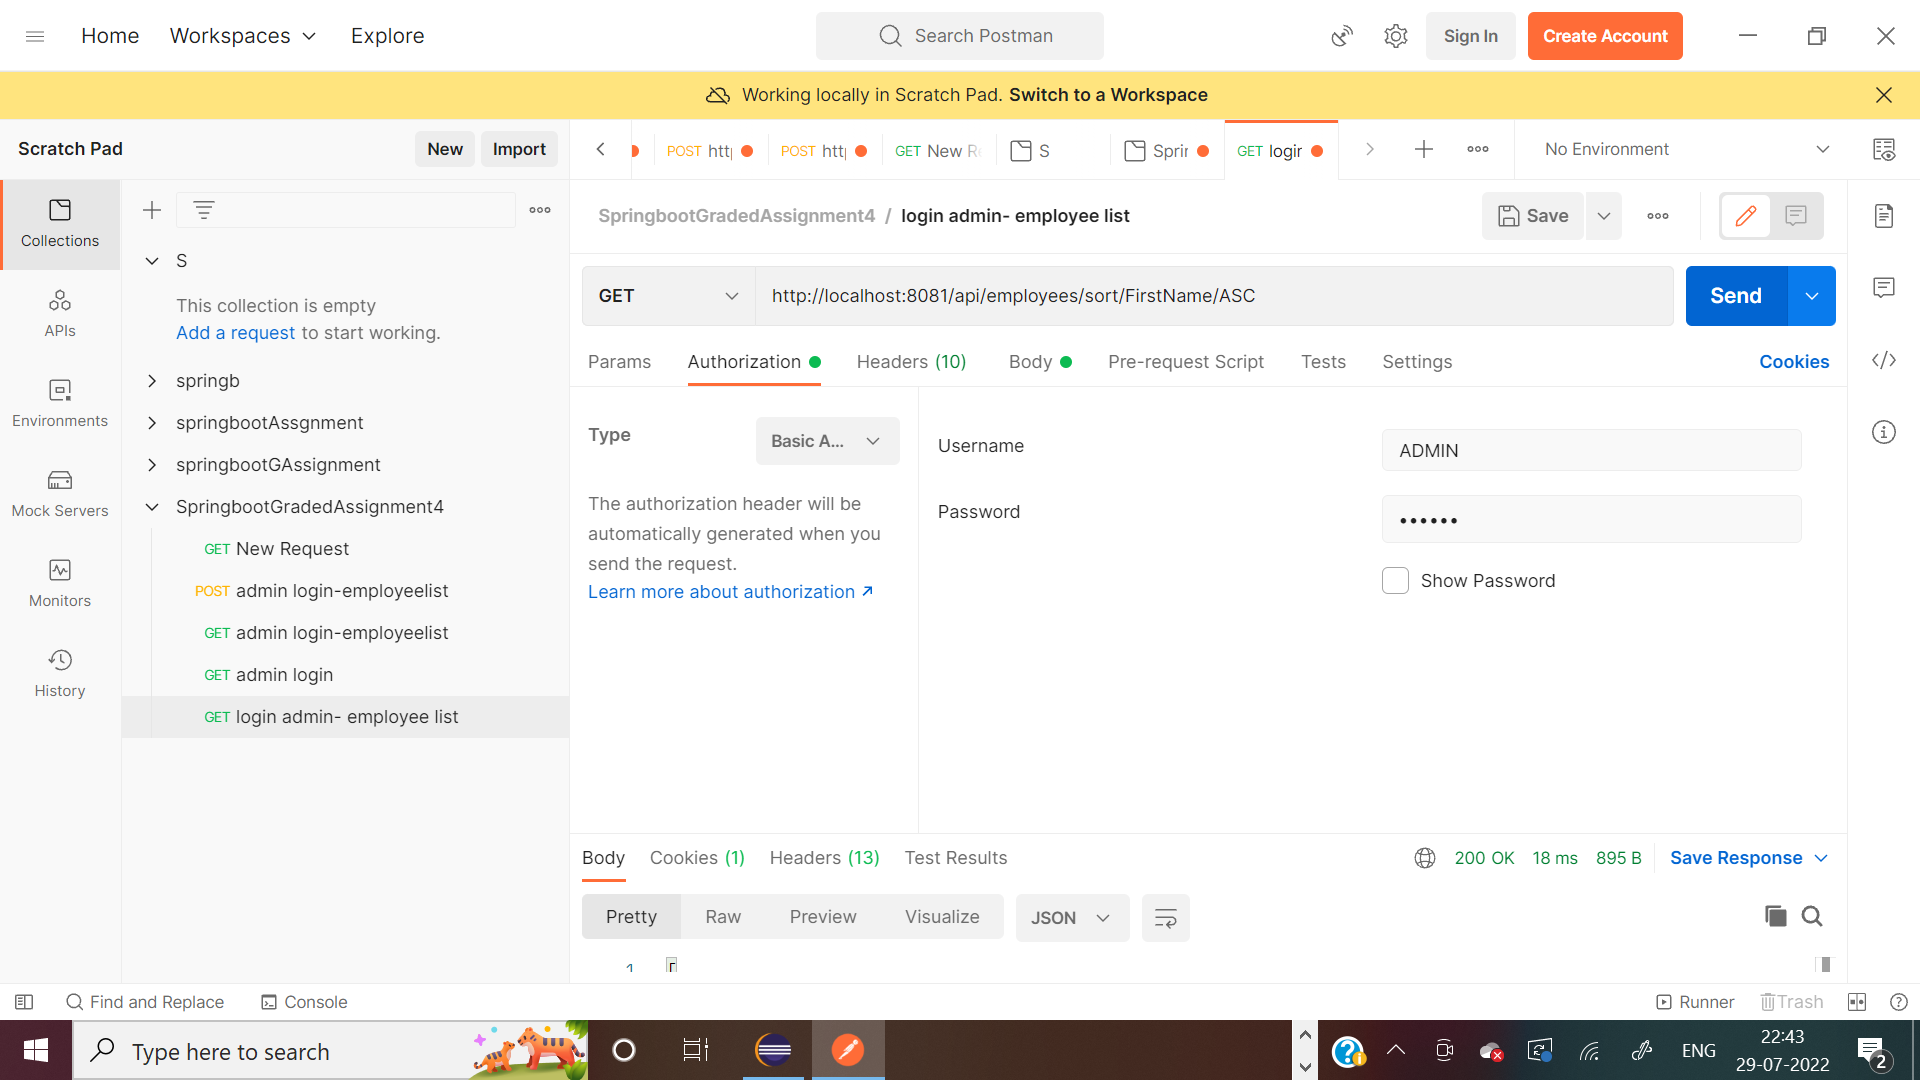 Home
Workspaces
Explore
Search Postman
Sign In
Create Account
Working locally in Scratch Pad. Switch to a Workspace
Scratch Pad
New
Import
POST
POST
GET New
S
Sprin
GET login
No Environment
Collections
APIs
Environments
Mock Servers
Monitors
History
S
This collection is empty
Add a request to start working.
springb
springbootAssgnment
springbootGAssignment
SpringbootGradedAssignment4
GET New Request
POST admin login-employeelist
GET admin login-employeelist
GET admin login
GET login admin- employee list
SpringbootGradedAssignment4 / login admin- employee list
Save
GET
http://localhost:8081/api/employees/sort/FirstName/ASC
Send
Params
Authorization
Headers (10)
Body
Pre-request Script
Tests
Settings
Cookies
Type
Basic A...
The authorization header will be
automatically generated when you
send the request.
Learn more about authorization ↗
Username
ADMIN
Password
••••••
Show Password
Body
Cookies (1)
Headers (13)
Test Results
200 OK
18 ms
895 B
Save Response
Pretty
Raw
Preview
Visualize
JSON
1
Find and Replace
Console
Runner
Trash
Type here to search
ENG
22:43
29-07-2022
2